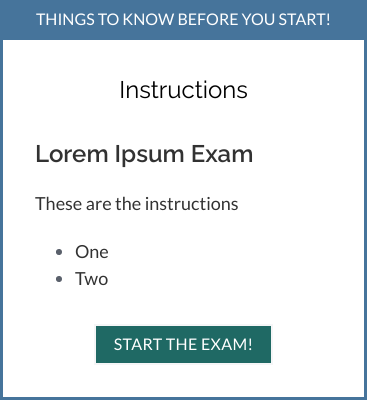 THINGS TO KNOW BEFORE YOU START!
Instructions
Lorem Ipsum Exam
These are the instructions
One
Two
START THE EXAM!